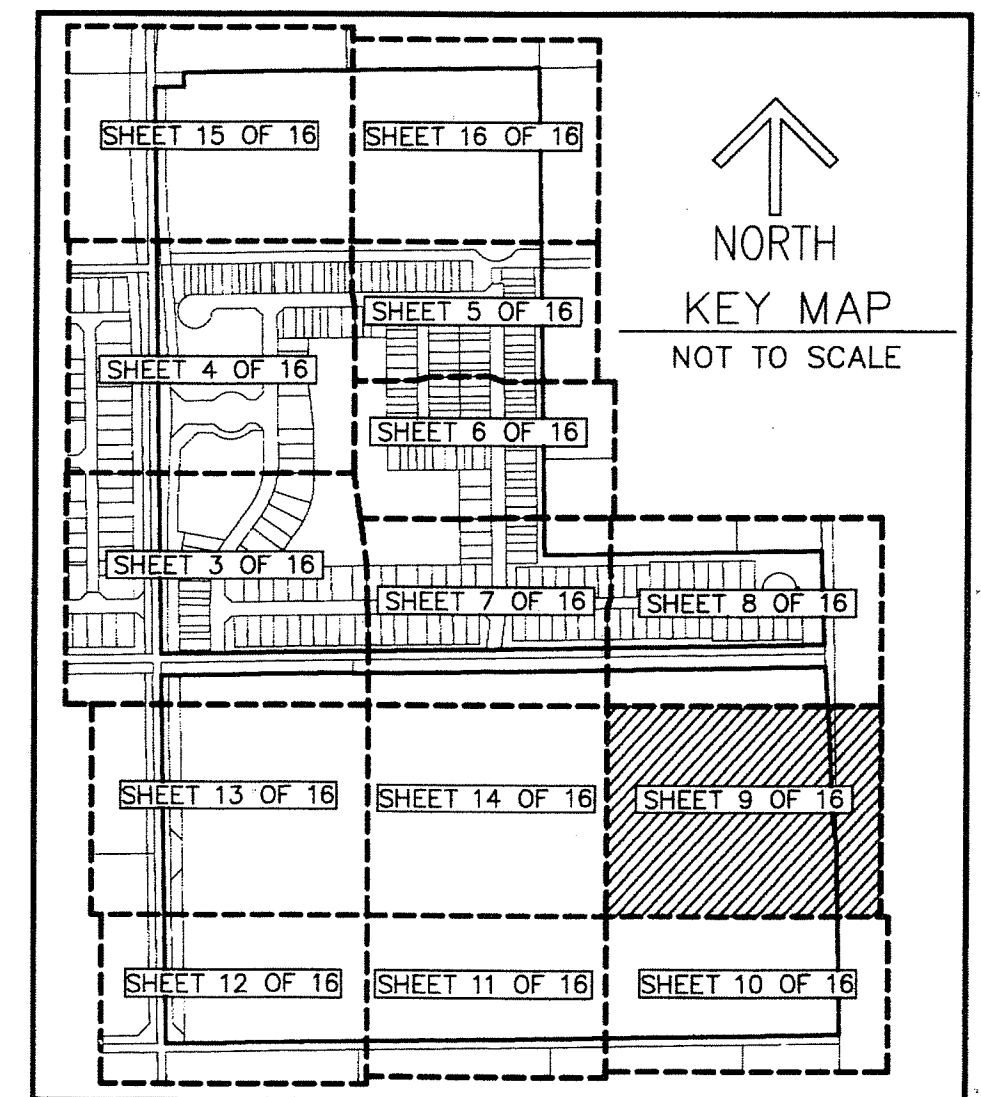 SHEET 15 OF 16
SHEET 16 OF 16
NORTH
KEY MAP
NOT TO SCALE
SHEET 5 OF 16
SHEET 4 OF 16
SHEET 6 OF 16
SHEET 3 OF 16
SHEET 7 OF 16
SHEET 8 OF 16
SHEET 13 OF 16
SHEET 14 OF 16
SHEET 9 OF 16
SHEET 12 OF 16
SHEET 11 OF 16
SHEET 10 OF 16